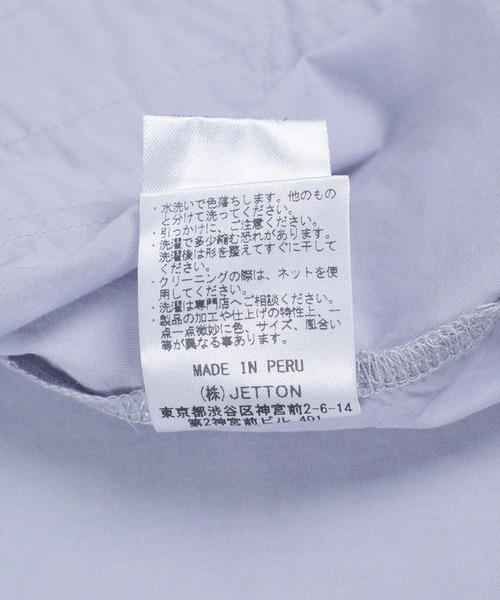 ・水洗いで色落ちします。他のもの
と分けて洗ってください。
・引っかけに、ご注意ください。
・洗濯で多少縮む恐れがあります。
洗濯後は形を整えてすぐに干して
ください。
・クリーニングの際は、ネットを使
用してください。
・洗濯は専門店へご相談ください。
・製品の加工や仕上げの特性上、一
点一点微妙に色、サイズ、風合い
等が異なる事あります。
MADE IN PERU
(株) JETTON
東京都渋谷区神宮前2-6-14
第2神宮前ビル 401